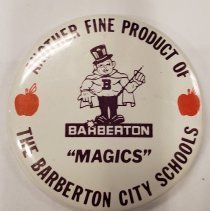 ANOTHER FINE PRODUCT OF
B
BARBERTON
"MAGICS"
THE BARBERTON CITY SCHOOLS